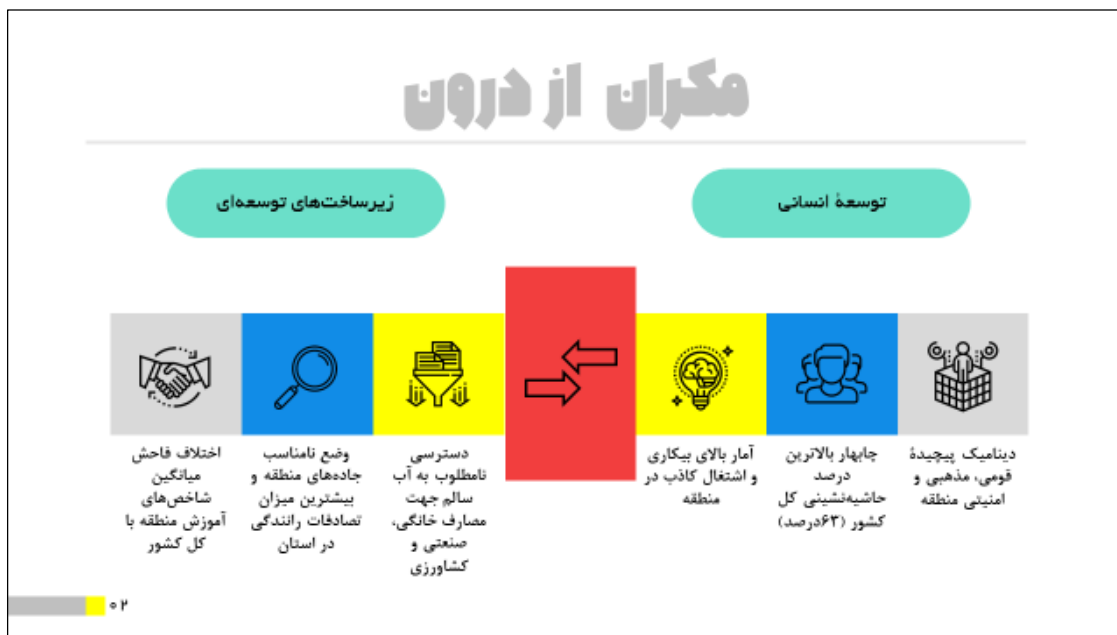 مکران از درون
توسعهٔ انسانی
زیرساخت‌های توسعه‌ای
دینامیک پیچیدهٔ
قومی، مذهبی و
امنیتی منطقه
چابهار بالاترین
درصد
حاشیه‌نشینی کل
کشور (۶۳درصد)
آمار بالای بیکاری
و اشتغال کاذب در
منطقه
دسترسی
نامطلوب به آب
سالم جهت
مصارف خانگی،
صنعتی و
کشاورزی
وضع نامناسب
جاده‌های منطقه و
بیشترین میزان
تصادفات رانندگی
در استان
اختلاف فاحش
میانگین
شاخص‌های
آموزش منطقه با
کل کشور
۰۲